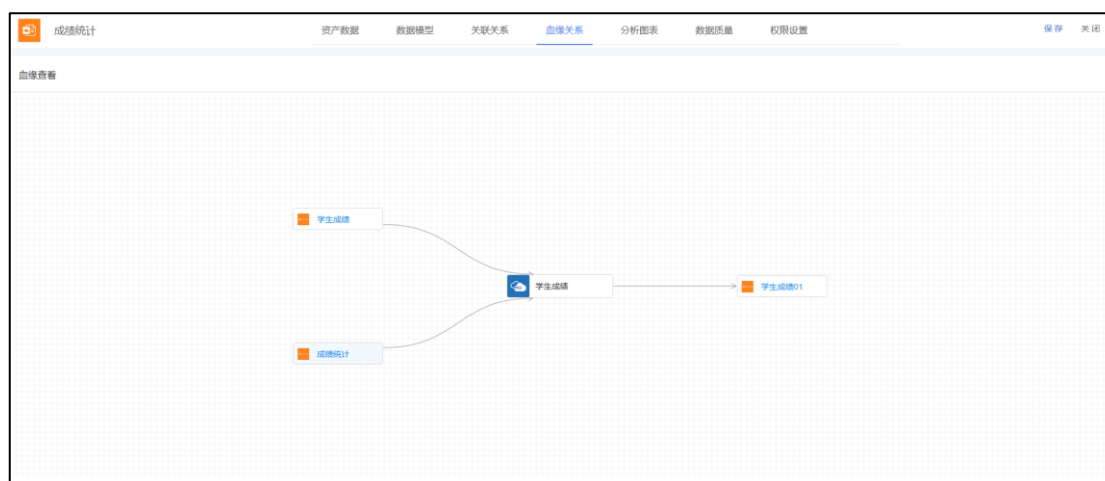 成绩统计 资产数据 数据模型 关联关系 血缘关系 分析图表 数据质量 权限设置 保存 关闭
血缘查看
学生成绩
学生成绩
学生成绩01
成绩统计